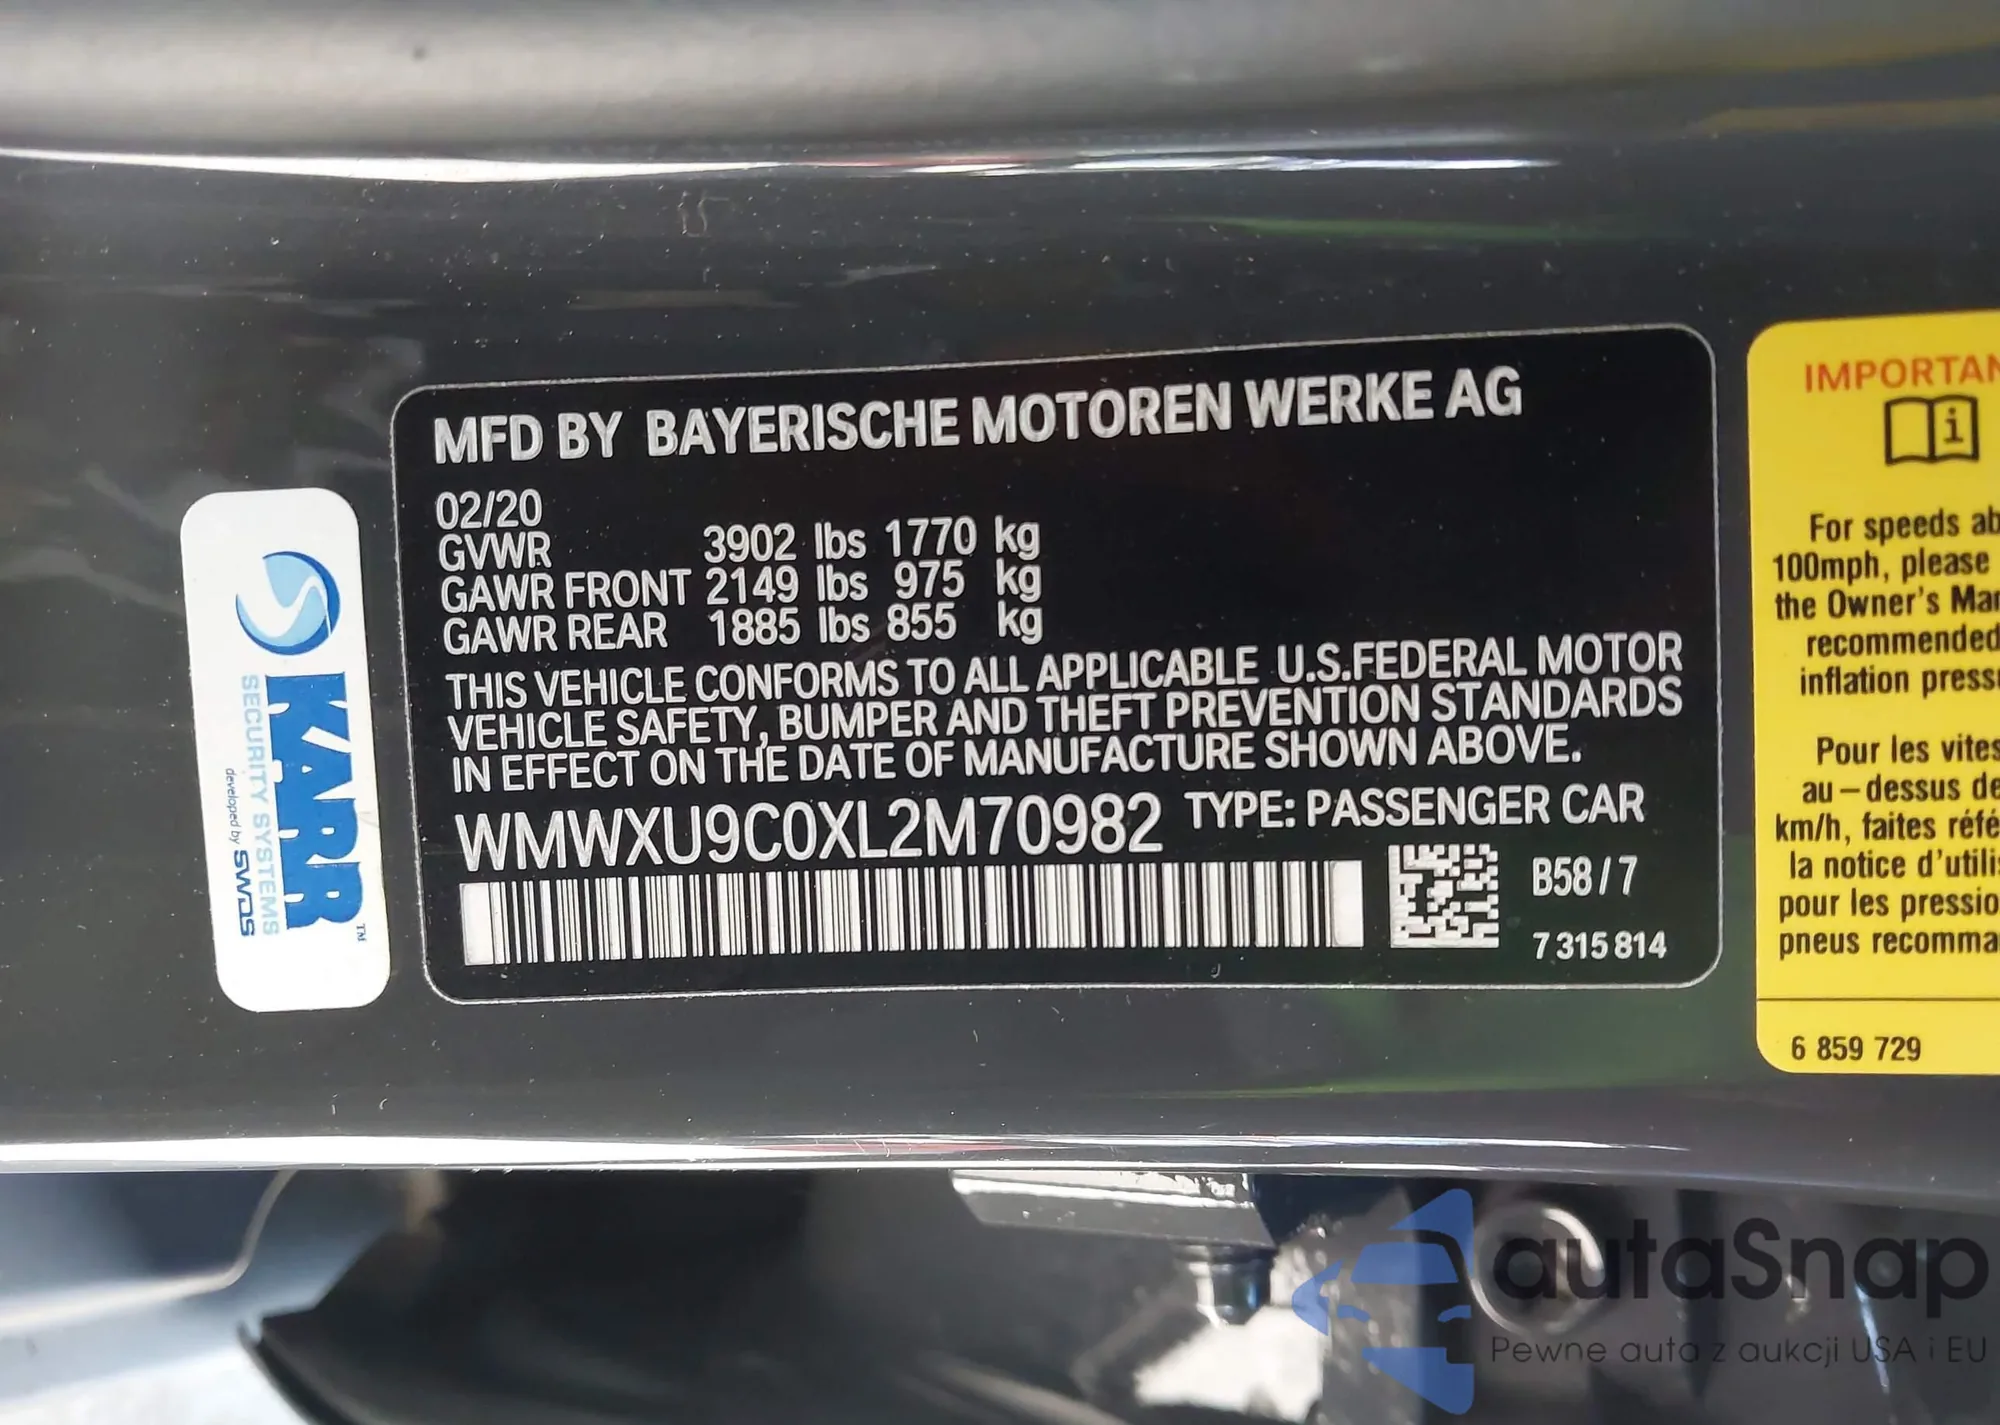 MFD BY BAYERISCHE MOTOREN WERKE AG
02/20
GVWR 3902 lbs 1770 kg
GAWR FRONT 2149 lbs 975 kg
GAWR REAR 1885 lbs 855 kg
THIS VEHICLE CONFORMS TO ALL APPLICABLE U.S.FEDERAL MOTOR
VEHICLE SAFETY, BUMPER AND THEFT PREVENTION STANDARDS
IN EFFECT ON THE DATE OF MANUFACTURE SHOWN ABOVE.
WMWXU9C0XL2M70982 TYPE: PASSENGER CAR
B58/7
7 315 814
KARR™
SECURITY SYSTEMS
developed by SWDS
IMPORTAN
For speeds ab
100mph, please
the Owner's Man
recommended
inflation pressu
Pour les vites
au–dessus de
km/h, faites réfé
la notice d'utilis
pour les pressio
pneus recomma
6 859 729
autaSnap
Pewne auta z aukcji USA i EU